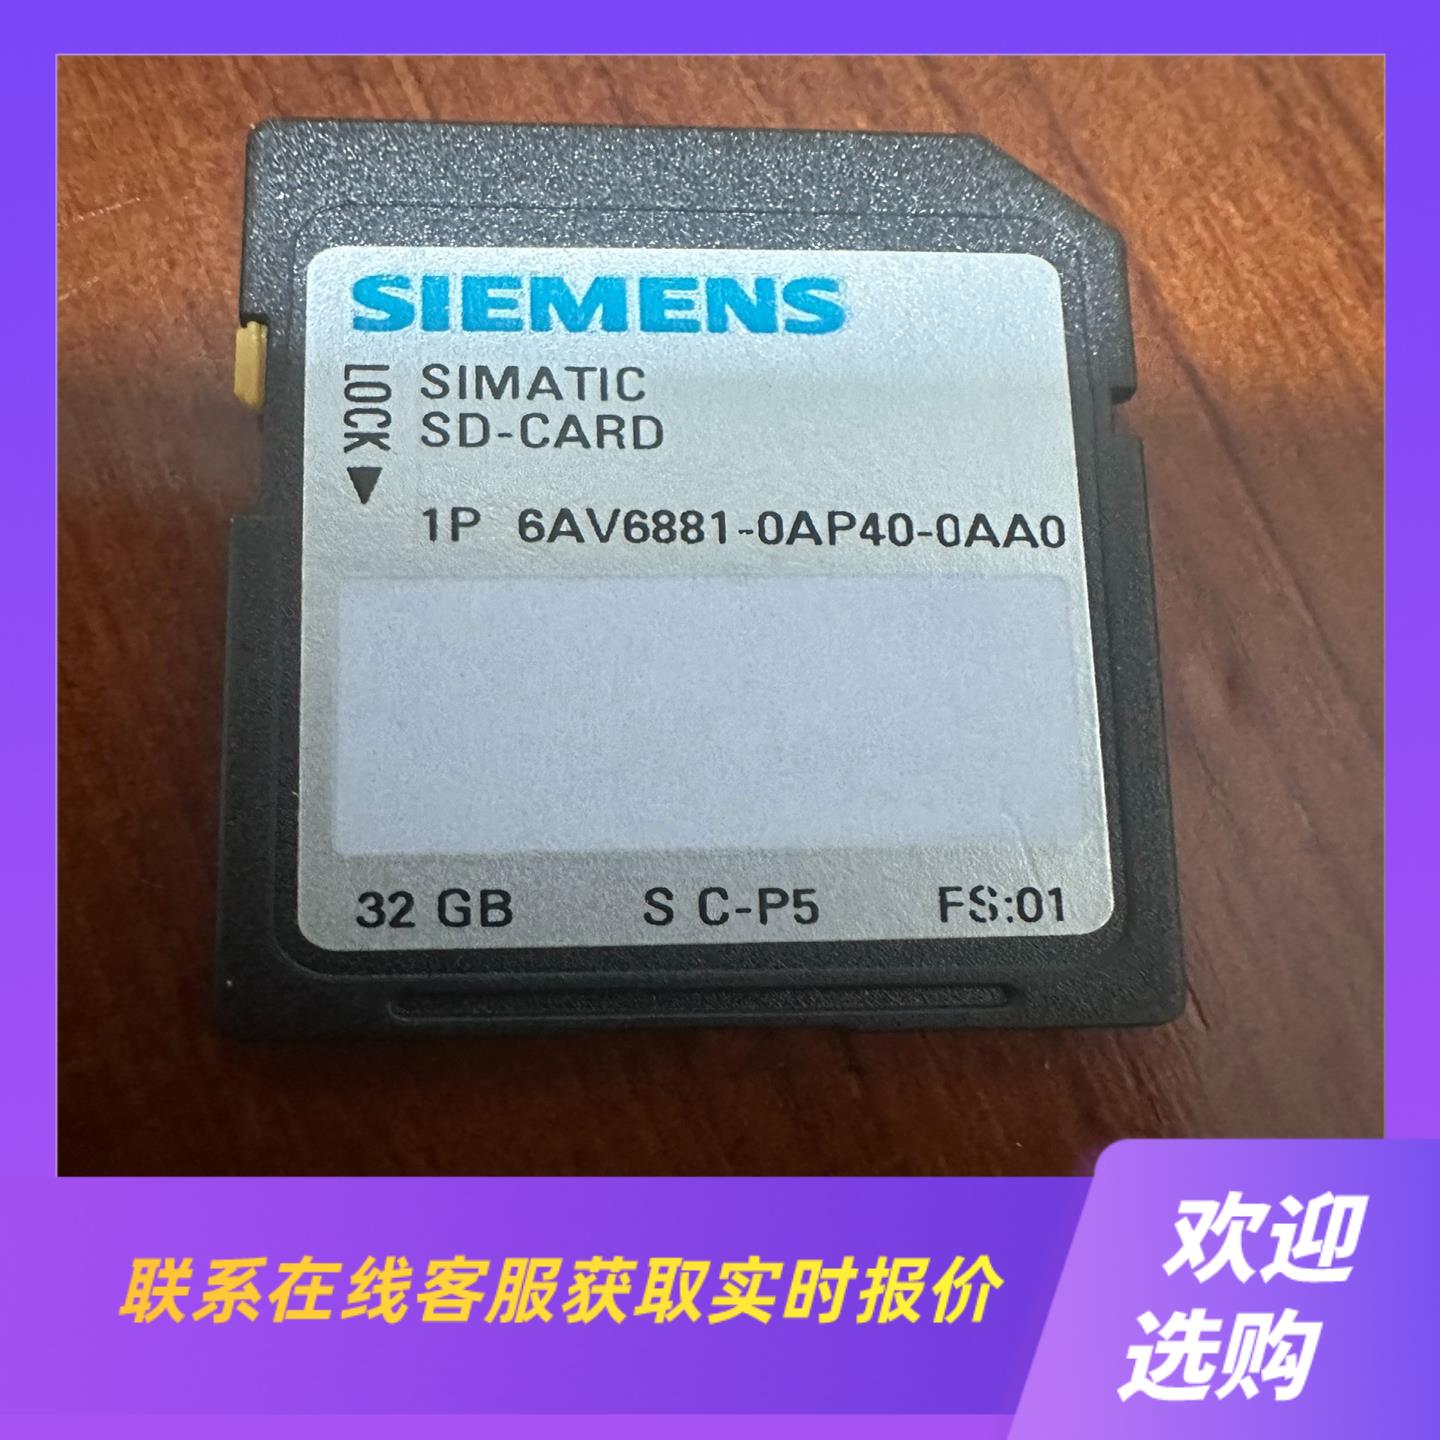 SIEMENS
LOCK
SIMATIC
SD-CARD
1P 6AV6881-0AP40-0AA0
32 GB S C-P5 FS:01
联系在线客服获取实时报价
欢迎
选购